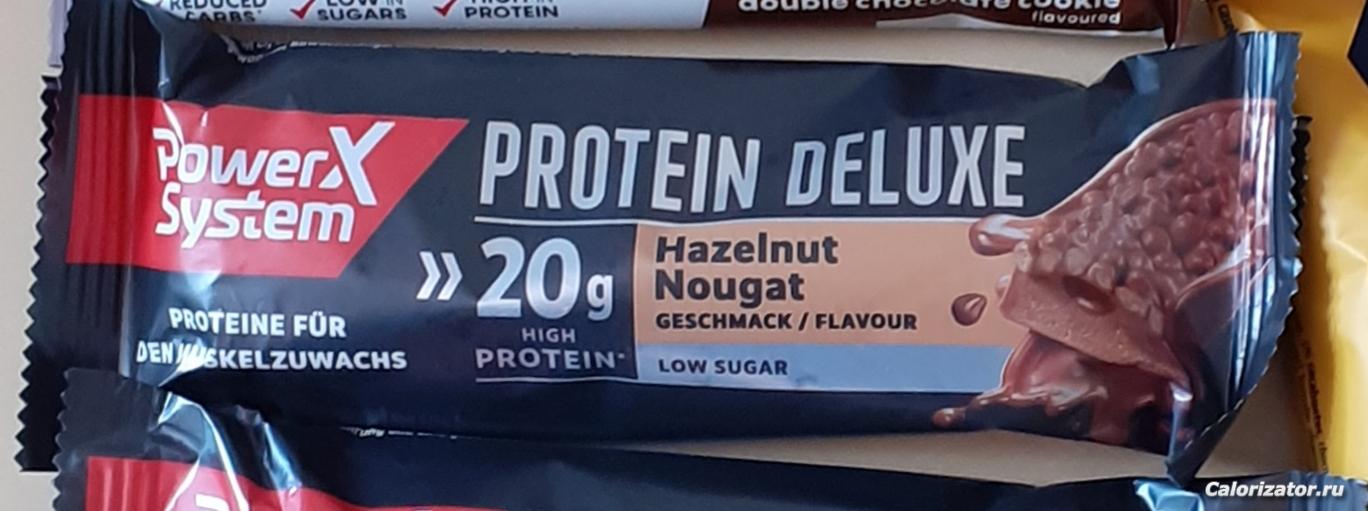 REDUCED
CARBS*
LOW IN
SUGARS
HIGH IN
PROTEIN
double chocolate cookie
flavoured
PowerX
System
PROTEINE FÜR
DEN MUSKELZUWACHS
PROTEIN DELUXE
» 20g
HIGH
PROTEIN*
Hazelnut
Nougat
GESCHMACK / FLAVOUR
LOW SUGAR
Calorizator.ru